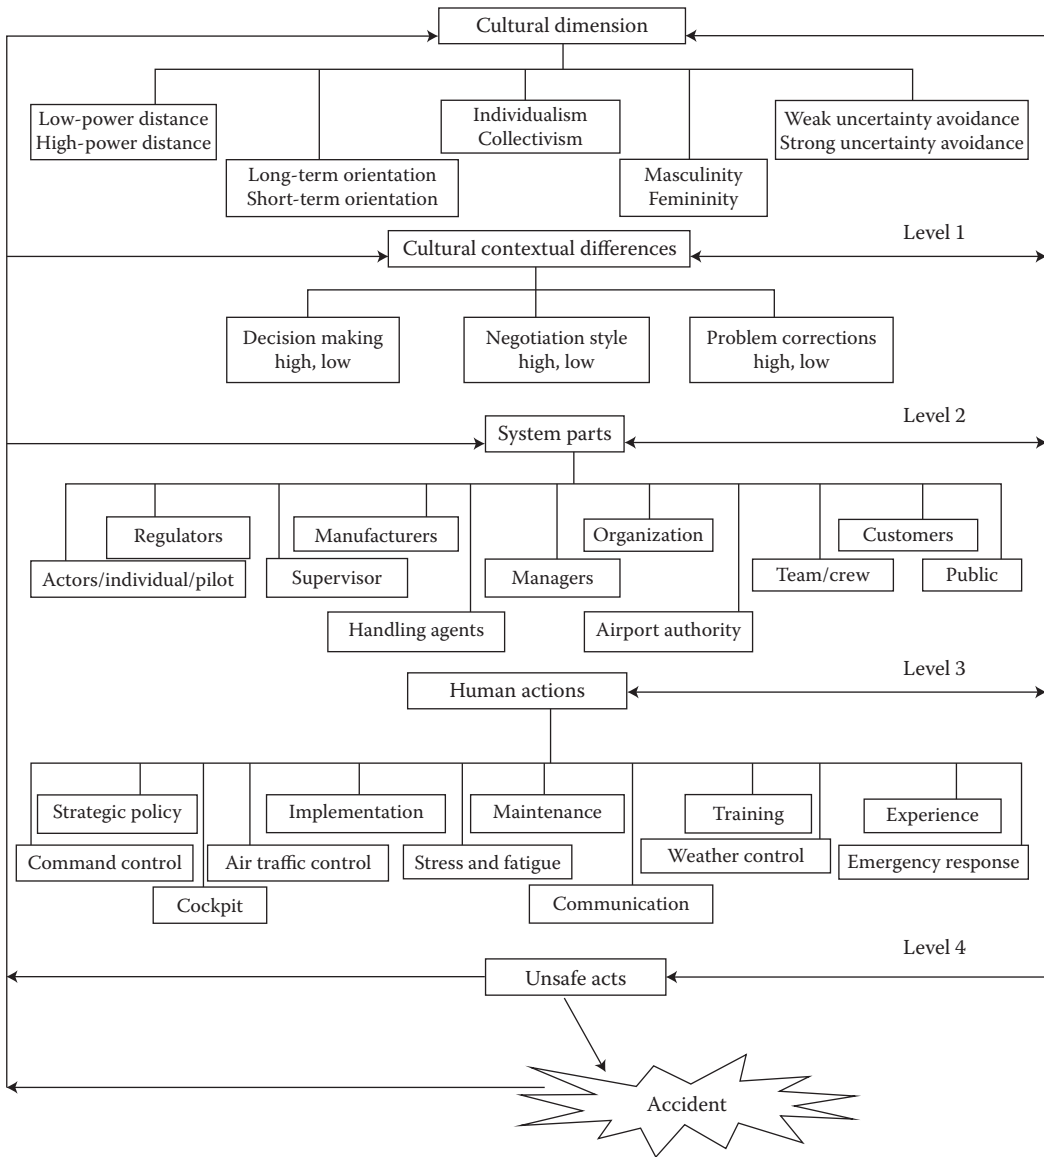 Cultural dimension
Low-power distance
High-power distance
Long-term orientation
Short-term orientation
Individualism
Collectivism
Masculinity
Femininity
Weak uncertainty avoidance
Strong uncertainty avoidance
Level 1
Cultural contextual differences
Decision making
high, low
Negotiation style
high, low
Problem corrections
high, low
Level 2
System parts
Regulators
Manufacturers
Organization
Customers
Actors/individual/pilot
Supervisor
Managers
Team/crew
Public
Handling agents
Airport authority
Level 3
Human actions
Strategic policy
Implementation
Maintenance
Training
Experience
Command control
Air traffic control
Stress and fatigue
Weather control
Emergency response
Cockpit
Communication
Level 4
Unsafe acts
Accident